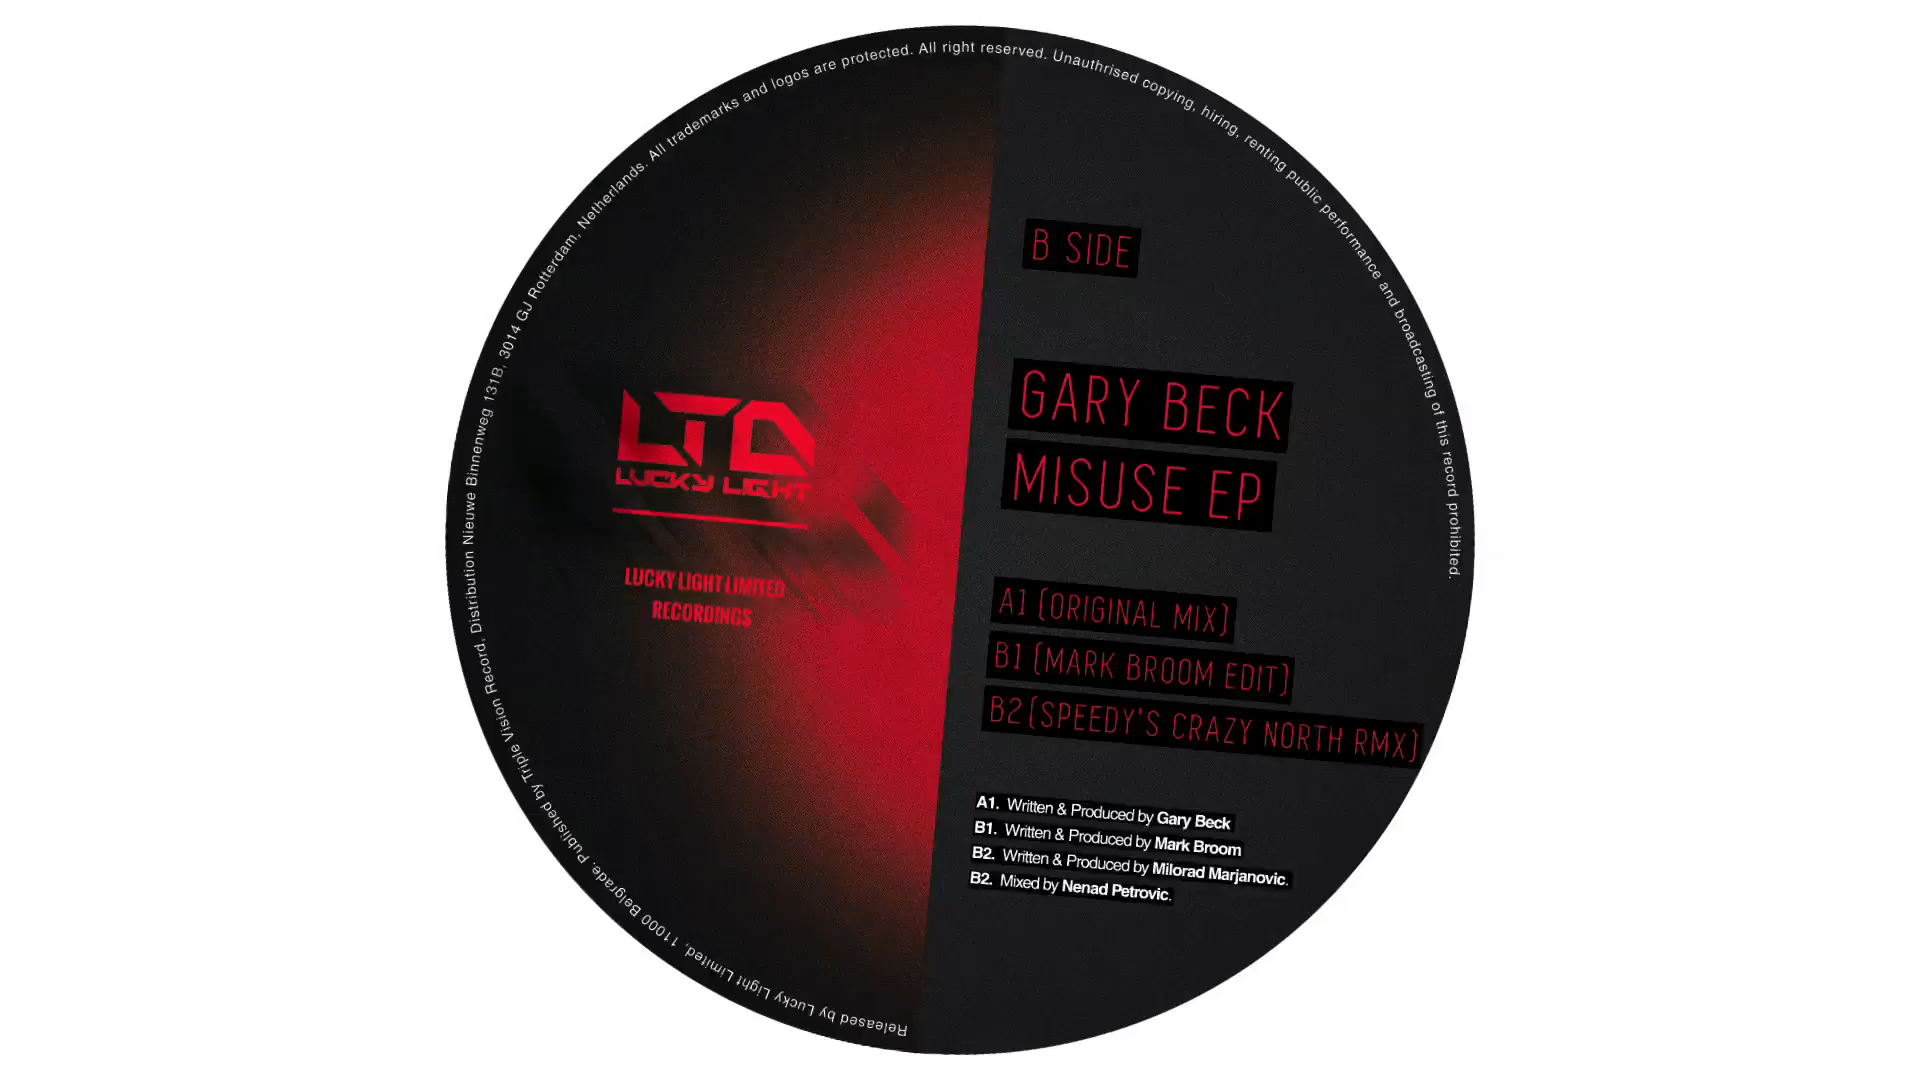 Released by Lucky Light Limited, 11000 Belgrade. Published by Triple Vision Record, Distribution Nieuwe Binnenweg 131B, 3014 GJ Rotterdam, Netherlands. All trademarks and logos are protected. All right reserved. Unauthrised copying, hiring, renting public performance and broadcasting of this record prohibited.
LTD
LUCKY LIGHT
LUCKY LIGHT LIMITED
RECORDINGS
B SIDE
GARY BECK
MISUSE EP
A1 (ORIGINAL MIX)
B1 (MARK BROOM EDIT)
B2 (SPEEDY'S CRAZY NORTH RMX)
A1. Written & Produced by Gary Beck
B1. Written & Produced by Mark Broom
B2. Written & Produced by Milorad Marjanovic.
B2. Mixed by Nenad Petrovic.